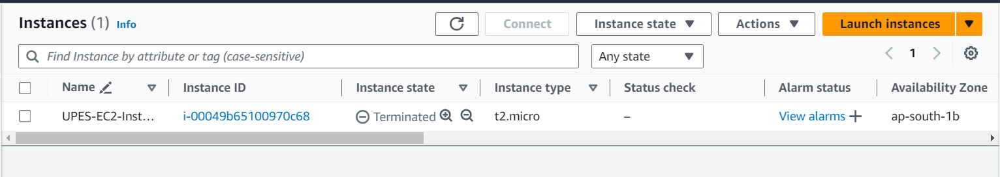 Instances (1) Info Connect Instance state Actions Launch instances
Find Instance by attribute or tag (case-sensitive) Any state 1
Name Instance ID Instance state Instance type Status check Alarm status Availability Zone
UPES-EC2-Inst... i-00049b65100970c68 Terminated t2.micro – View alarms + ap-south-1b